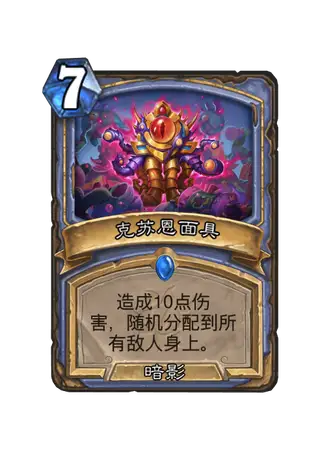 7
克苏恩面具
造成10点伤
害，随机分配到所
有敌人身上。
暗影